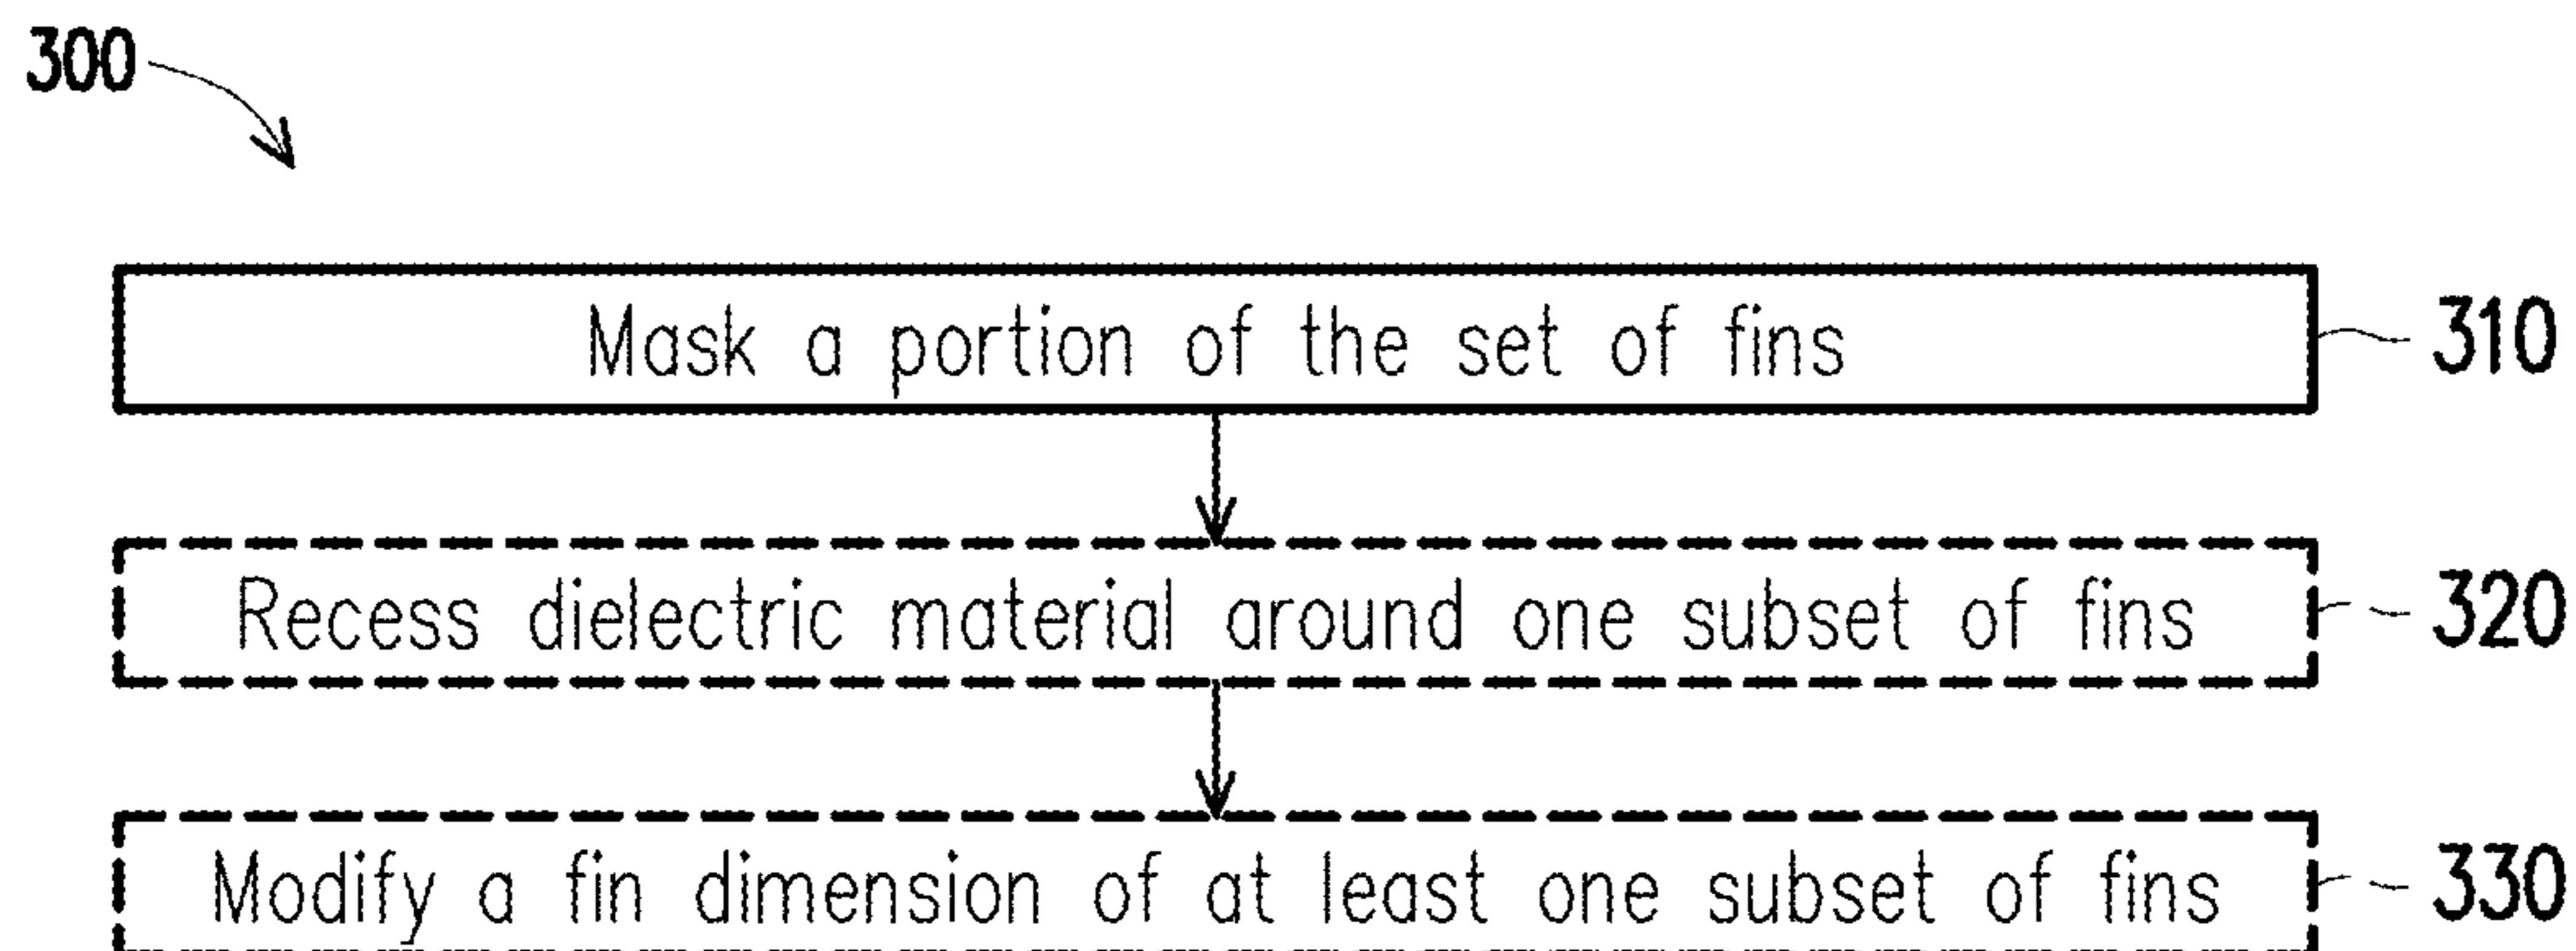 300
Mask a portion of the set of fins 310
Recess dielectric material around one subset of fins 320
Modify a fin dimension of at least one subset of fins 330